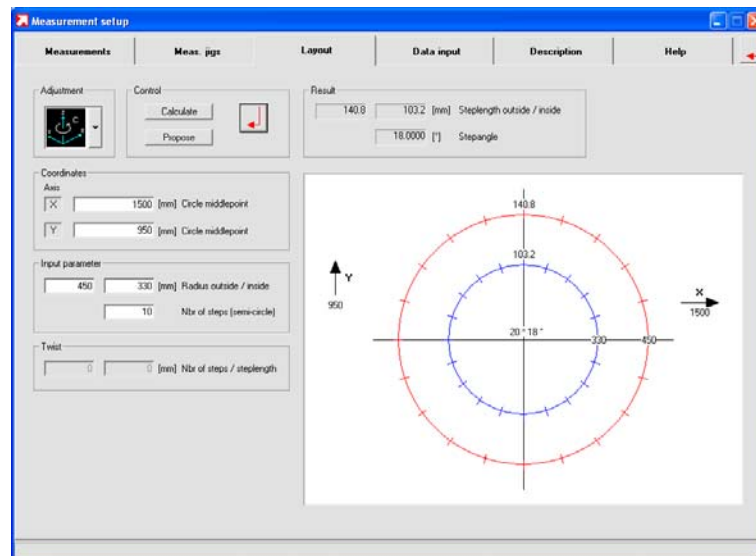 Measurement setup
Measurements Meas. jigs Layout Data input Description Help
Adjustment
C
Control
Calculate
Propose
Result
140.8 103.2 [mm] Steplength outside / inside
18.0000 [°] Stepangle
Coordinates
Axis
X 1500 [mm] Circle middlepoint
Y 950 [mm] Circle middlepoint
Input parameter
450 330 [mm] Radius outside / inside
10 Nbr of steps (semi-circle)
Twist
0 0 [mm] Nbr of steps / steplength
140.8
103.2
Y
950
X
1500
20 * 18 °
330 450